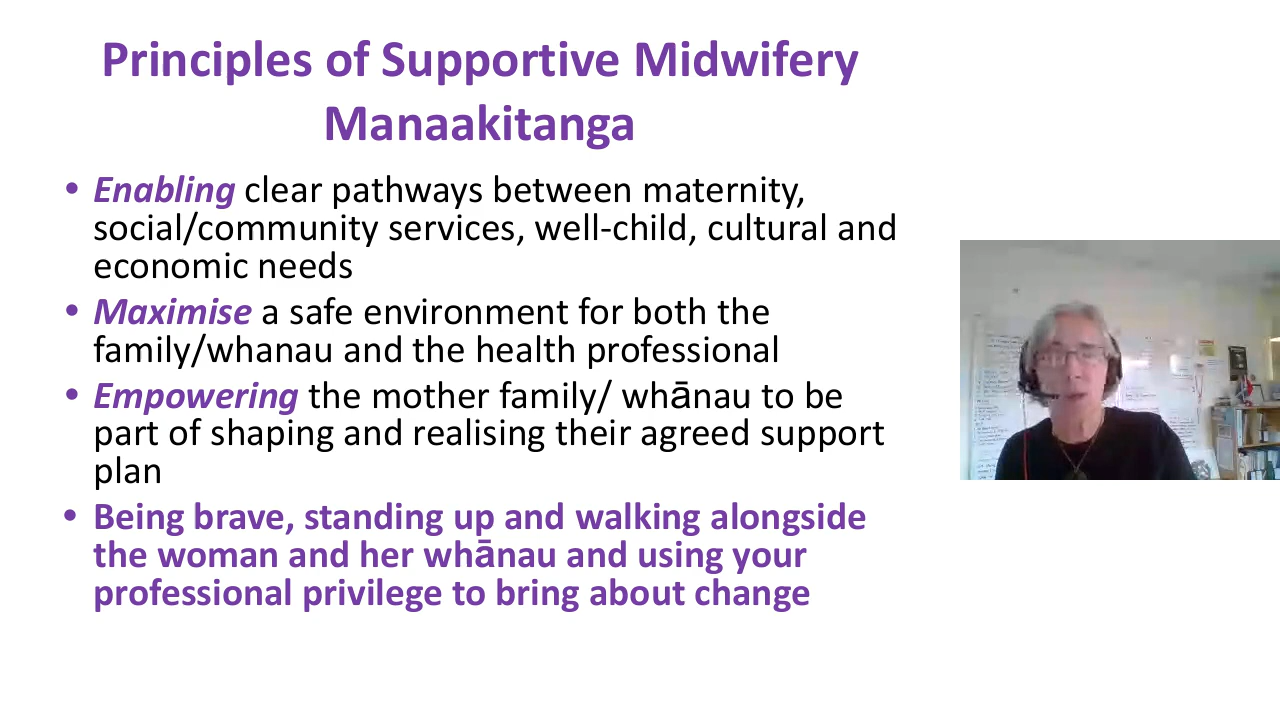 Principles of Supportive Midwifery
Manaakitanga
• Enabling clear pathways between maternity,
social/community services, well-child, cultural and
economic needs
• Maximise a safe environment for both the
family/whanau and the health professional
• Empowering the mother family/ whānau to be
part of shaping and realising their agreed support
plan
• Being brave, standing up and walking alongside
the woman and her whānau and using your
professional privilege to bring about change